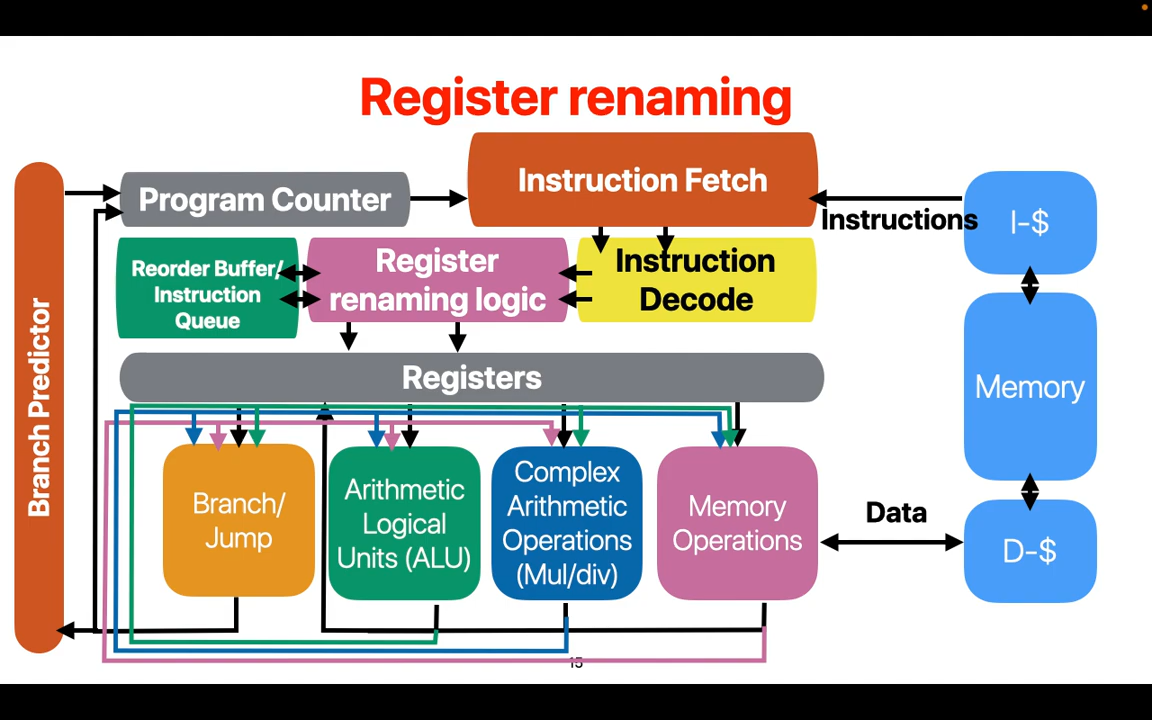 Register renaming
Branch Predictor
Program Counter
Instruction Fetch
Instructions
I-$
Reorder Buffer/
Instruction
Queue
Register
renaming logic
Instruction
Decode
Registers
Memory
Branch/
Jump
Arithmetic
Logical
Units (ALU)
Complex
Arithmetic
Operations
(Mul/div)
Memory
Operations
Data
D-$
15